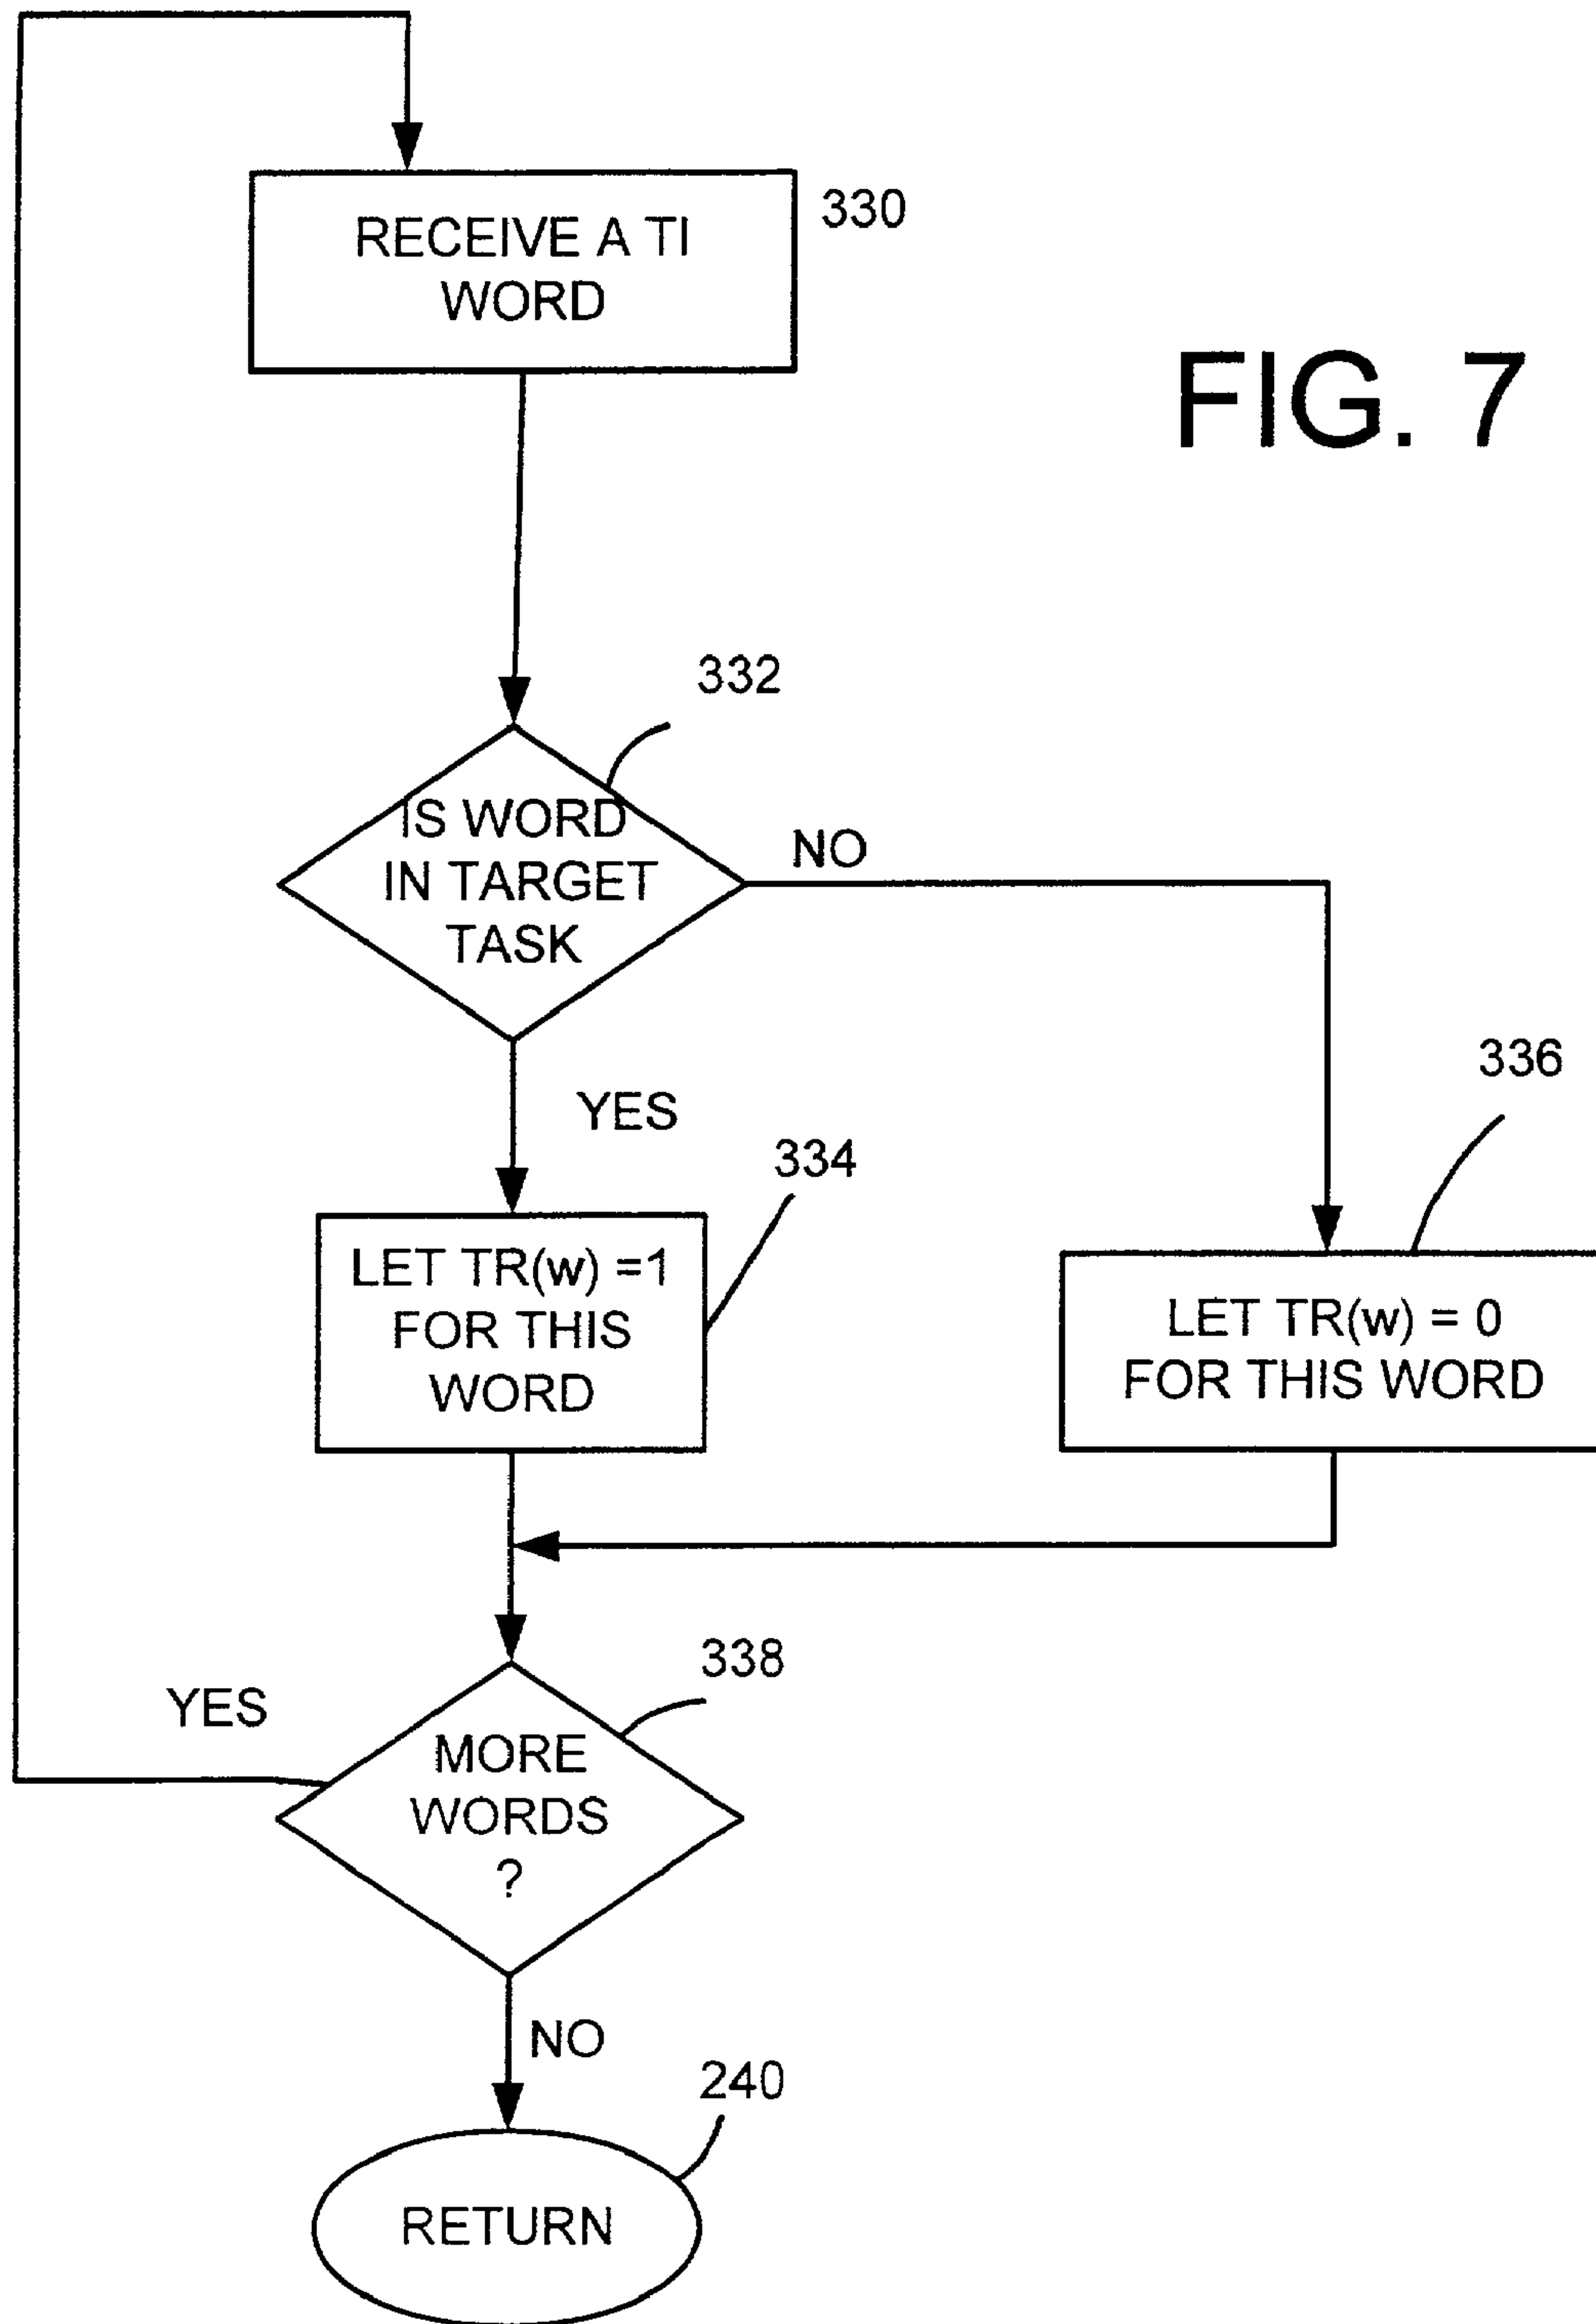 RECEIVE A TI
WORD
330
FIG. 7
332
IS WORD
IN TARGET
TASK
NO
YES
334
336
LET TR(w) =1
FOR THIS
WORD
LET TR(w) = 0
FOR THIS WORD
338
YES
MORE
WORDS
?
NO
240
RETURN